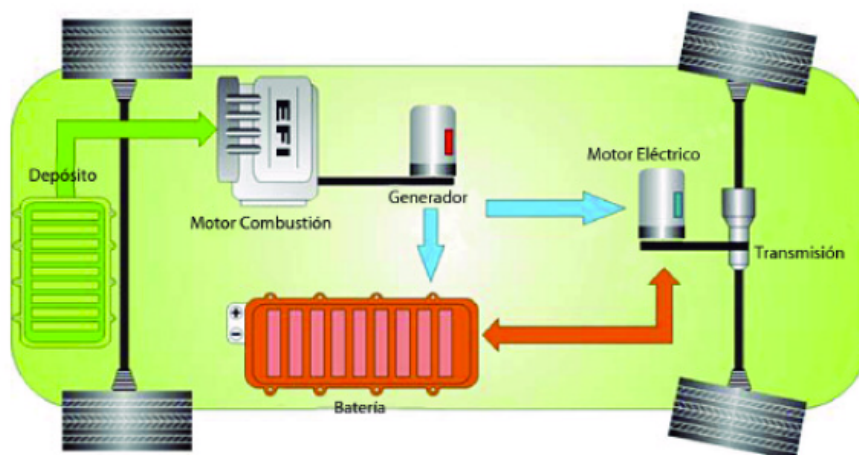 Depósito
EFI
Motor Combustión
Generador
Motor Eléctrico
Transmisión
+
−
Batería